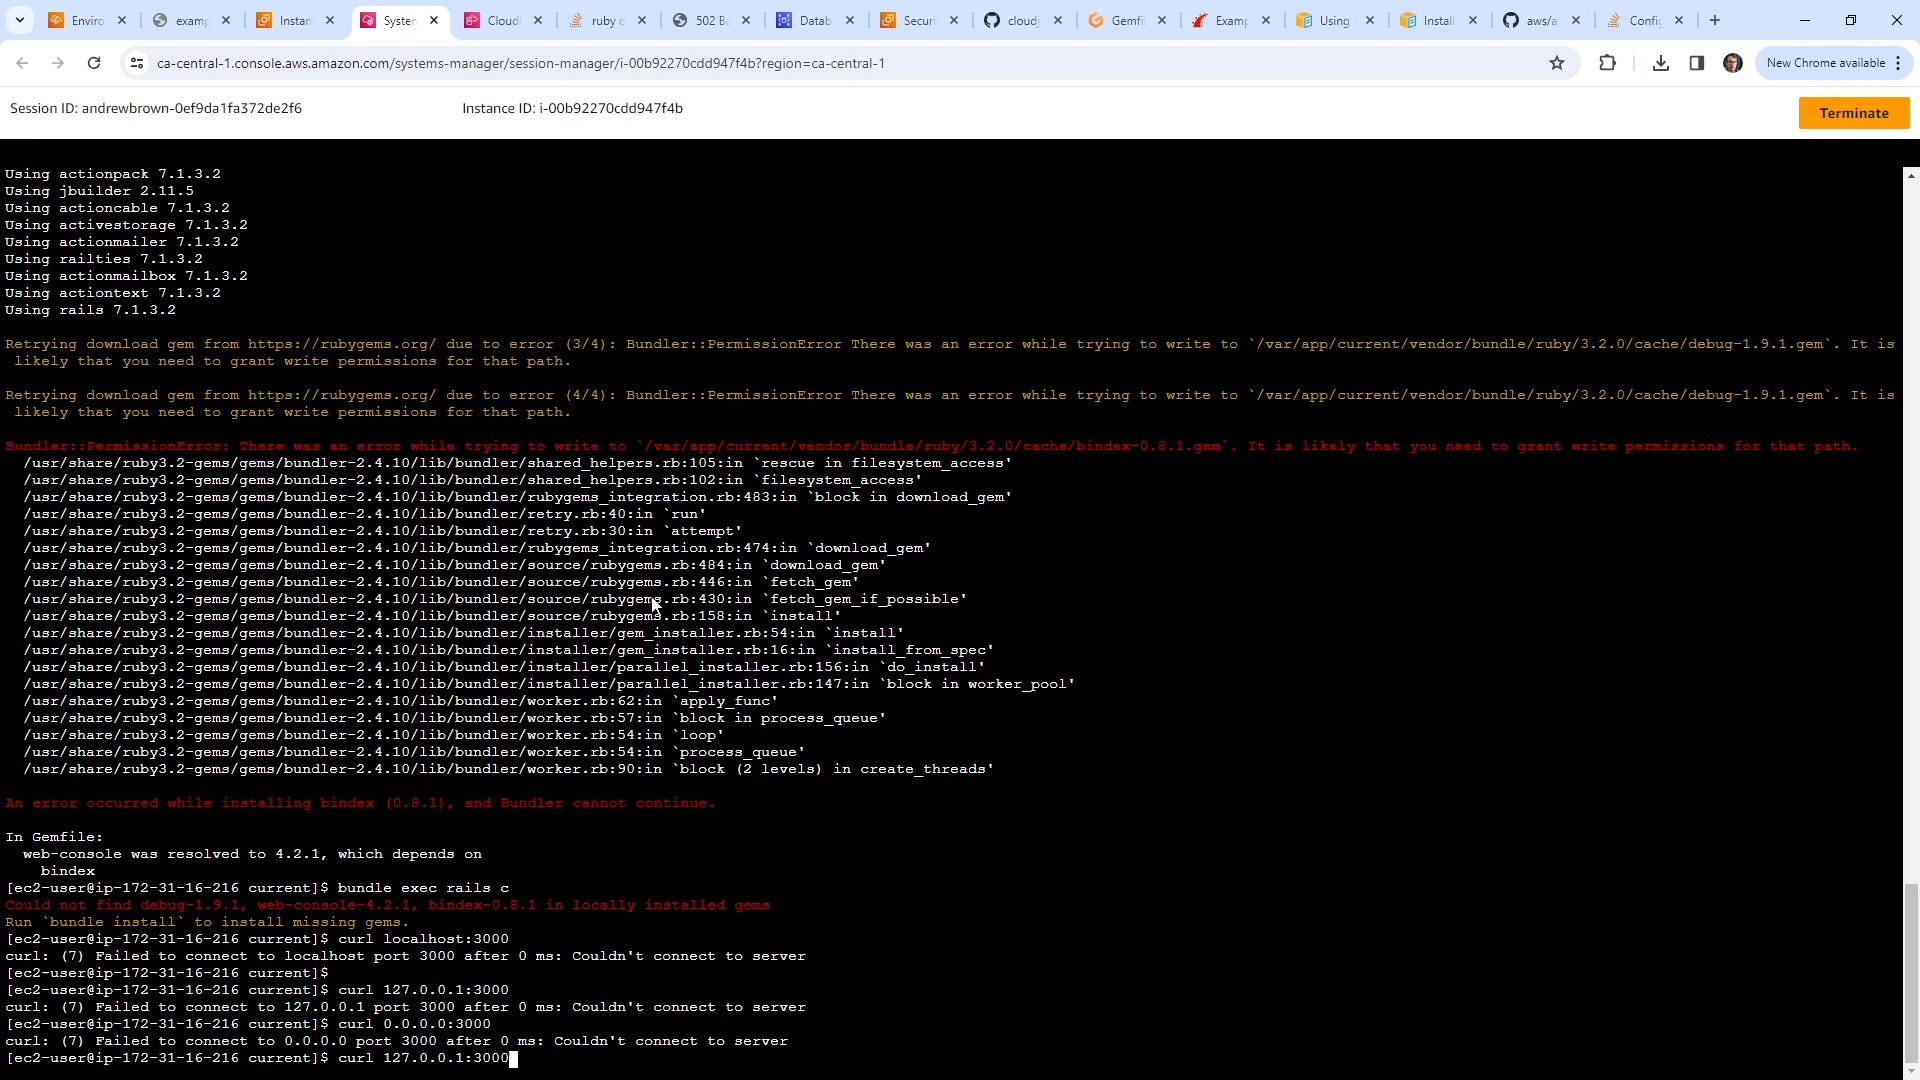 Enviro
examp
Instan
System
Cloudl
ruby o
502 Ba
Datab
Securi
cloudj
Gemfi
Examp
Using
Install
aws/a
Config
ca-central-1.console.aws.amazon.com/systems-manager/session-manager/i-00b92270cdd947f4b?region=ca-central-1
New Chrome available
Session ID: andrewbrown-0ef9da1fa372de2f6
Instance ID: i-00b92270cdd947f4b
Terminate
Using actionpack 7.1.3.2
Using jbuilder 2.11.5
Using actioncable 7.1.3.2
Using activestorage 7.1.3.2
Using actionmailer 7.1.3.2
Using railties 7.1.3.2
Using actionmailbox 7.1.3.2
Using actiontext 7.1.3.2
Using rails 7.1.3.2
Retrying download gem from https://rubygems.org/ due to error (3/4): Bundler::PermissionError There was an error while trying to write to `/var/app/current/vendor/bundle/ruby/3.2.0/cache/debug-1.9.1.gem`. It is
likely that you need to grant write permissions for that path.
Retrying download gem from https://rubygems.org/ due to error (4/4): Bundler::PermissionError There was an error while trying to write to `/var/app/current/vendor/bundle/ruby/3.2.0/cache/debug-1.9.1.gem`. It is
likely that you need to grant write permissions for that path.
Bundler::PermissionError: There was an error while trying to write to `/var/app/current/vendor/bundle/ruby/3.2.0/cache/bindex-0.8.1.gem`. It is likely that you need to grant write permissions for that path.
/usr/share/ruby3.2-gems/gems/bundler-2.4.10/lib/bundler/shared_helpers.rb:105:in `rescue in filesystem_access'
/usr/share/ruby3.2-gems/gems/bundler-2.4.10/lib/bundler/shared_helpers.rb:102:in `filesystem_access'
/usr/share/ruby3.2-gems/gems/bundler-2.4.10/lib/bundler/rubygems_integration.rb:483:in `block in download_gem'
/usr/share/ruby3.2-gems/gems/bundler-2.4.10/lib/bundler/retry.rb:40:in `run'
/usr/share/ruby3.2-gems/gems/bundler-2.4.10/lib/bundler/retry.rb:30:in `attempt'
/usr/share/ruby3.2-gems/gems/bundler-2.4.10/lib/bundler/rubygems_integration.rb:474:in `download_gem'
/usr/share/ruby3.2-gems/gems/bundler-2.4.10/lib/bundler/source/rubygems.rb:484:in `download_gem'
/usr/share/ruby3.2-gems/gems/bundler-2.4.10/lib/bundler/source/rubygems.rb:446:in `fetch_gem'
/usr/share/ruby3.2-gems/gems/bundler-2.4.10/lib/bundler/source/rubygems.rb:430:in `fetch_gem_if_possible'
/usr/share/ruby3.2-gems/gems/bundler-2.4.10/lib/bundler/source/rubygems.rb:158:in `install'
/usr/share/ruby3.2-gems/gems/bundler-2.4.10/lib/bundler/installer/gem_installer.rb:54:in `install'
/usr/share/ruby3.2-gems/gems/bundler-2.4.10/lib/bundler/installer/gem_installer.rb:16:in `install_from_spec'
/usr/share/ruby3.2-gems/gems/bundler-2.4.10/lib/bundler/installer/parallel_installer.rb:156:in `do_install'
/usr/share/ruby3.2-gems/gems/bundler-2.4.10/lib/bundler/installer/parallel_installer.rb:147:in `block in worker_pool'
/usr/share/ruby3.2-gems/gems/bundler-2.4.10/lib/bundler/worker.rb:62:in `apply_func'
/usr/share/ruby3.2-gems/gems/bundler-2.4.10/lib/bundler/worker.rb:57:in `block in process_queue'
/usr/share/ruby3.2-gems/gems/bundler-2.4.10/lib/bundler/worker.rb:54:in `loop'
/usr/share/ruby3.2-gems/gems/bundler-2.4.10/lib/bundler/worker.rb:54:in `process_queue'
/usr/share/ruby3.2-gems/gems/bundler-2.4.10/lib/bundler/worker.rb:90:in `block (2 levels) in create_threads'
An error occurred while installing bindex (0.8.1), and Bundler cannot continue.
In Gemfile:
web-console was resolved to 4.2.1, which depends on
bindex
[ec2-user@ip-172-31-16-216 current]$ bundle exec rails c
Could not find debug-1.9.1, web-console-4.2.1, bindex-0.8.1 in locally installed gems
Run `bundle install` to install missing gems.
[ec2-user@ip-172-31-16-216 current]$ curl localhost:3000
curl: (7) Failed to connect to localhost port 3000 after 0 ms: Couldn't connect to server
[ec2-user@ip-172-31-16-216 current]$
[ec2-user@ip-172-31-16-216 current]$ curl 127.0.0.1:3000
curl: (7) Failed to connect to 127.0.0.1 port 3000 after 0 ms: Couldn't connect to server
[ec2-user@ip-172-31-16-216 current]$ curl 0.0.0.0:3000
curl: (7) Failed to connect to 0.0.0.0 port 3000 after 0 ms: Couldn't connect to server
[ec2-user@ip-172-31-16-216 current]$ curl 127.0.0.1:3000